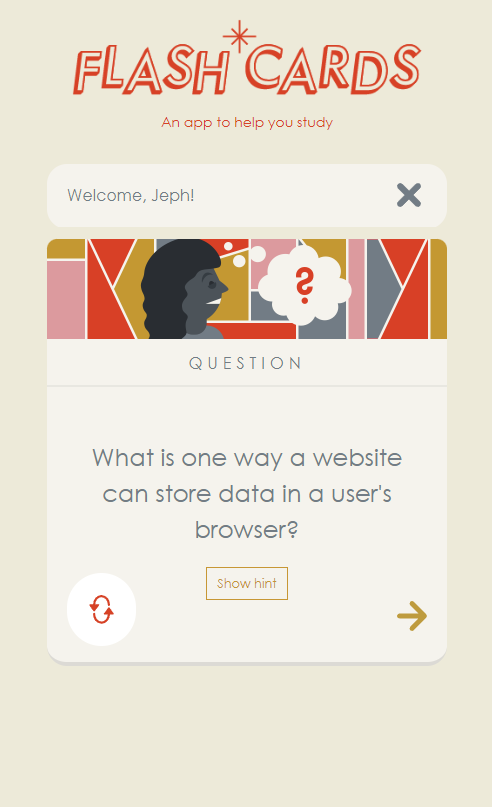 FLASH CARDS
An app to help you study
Welcome, Jeph!
?
QUESTION
What is one way a website
can store data in a user's
browser?
Show hint